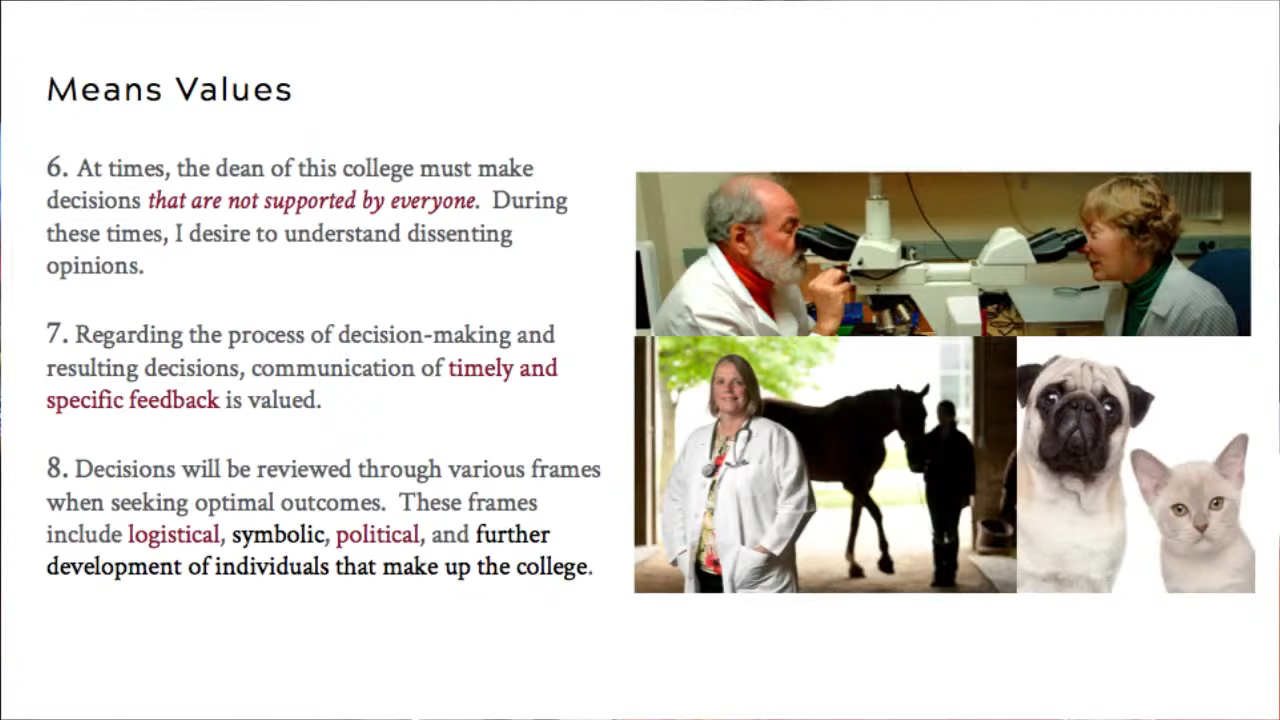 Means Values
6. At times, the dean of this college must make
decisions that are not supported by everyone. During
these times, I desire to understand dissenting
opinions.
7. Regarding the process of decision-making and
resulting decisions, communication of timely and
specific feedback is valued.
8. Decisions will be reviewed through various frames
when seeking optimal outcomes. These frames
include logistical, symbolic, political, and further
development of individuals that make up the college.